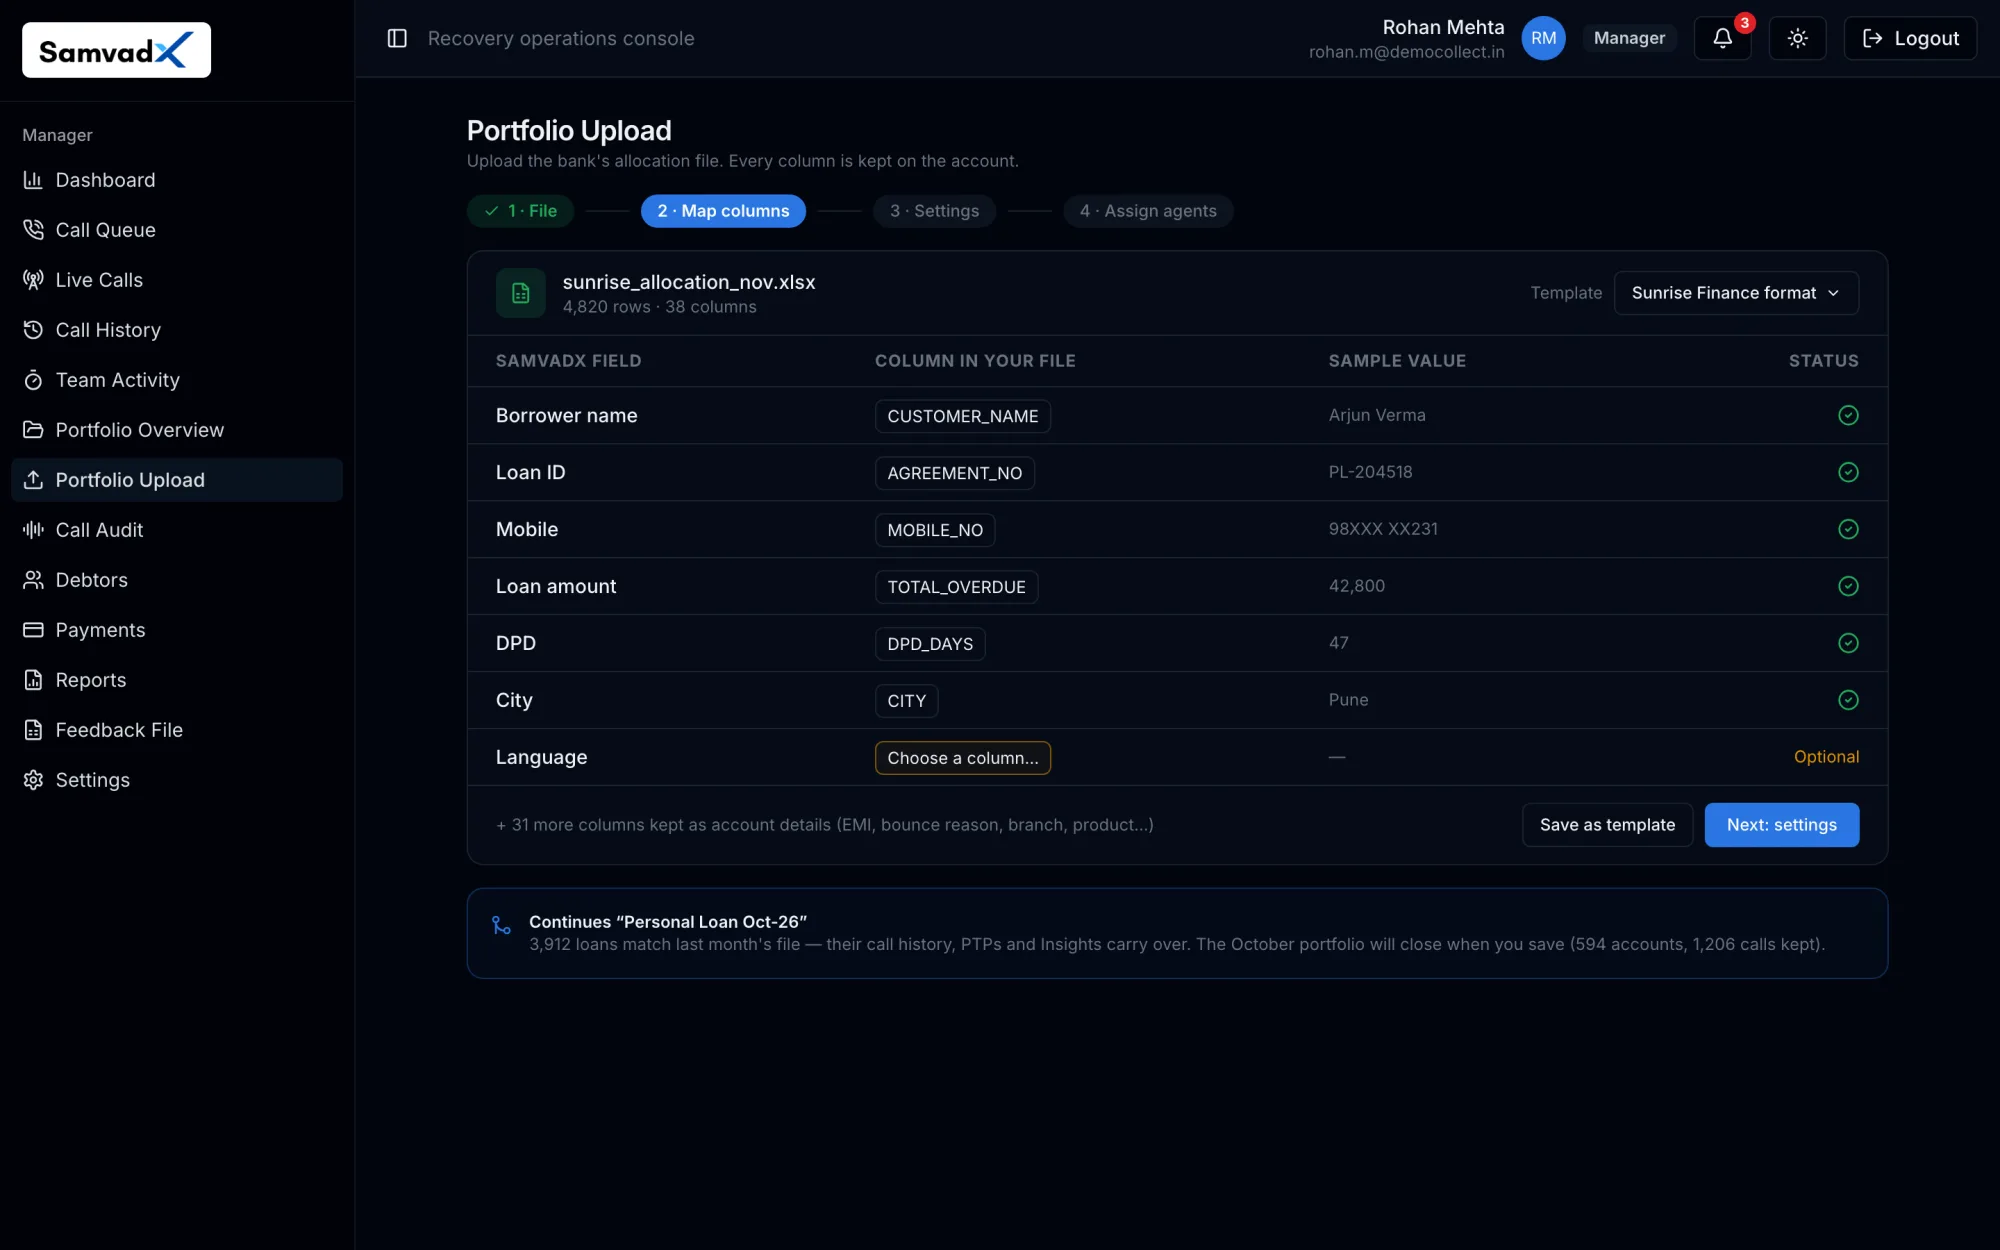 SamvadX
Recovery operations console
Rohan Mehta
rohan.m@democollect.in
RM
Manager
3
Logout
Manager
Dashboard
Call Queue
Live Calls
Call History
Team Activity
Portfolio Overview
Portfolio Upload
Call Audit
Debtors
Payments
Reports
Feedback File
Settings
Portfolio Upload
Upload the bank's allocation file. Every column is kept on the account.
1 · File
2 · Map columns
3 · Settings
4 · Assign agents
sunrise_allocation_nov.xlsx
4,820 rows · 38 columns
Template
Sunrise Finance format
SAMVADX FIELD COLUMN IN YOUR FILE SAMPLE VALUE STATUS
Borrower name CUSTOMER_NAME Arjun Verma
Loan ID AGREEMENT_NO PL-204518
Mobile MOBILE_NO 98XXX XX231
Loan amount TOTAL_OVERDUE 42,800
DPD DPD_DAYS 47
City CITY Pune
Language Choose a column... — Optional
+ 31 more columns kept as account details (EMI, bounce reason, branch, product...)
Save as template
Next: settings
Continues “Personal Loan Oct-26”
3,912 loans match last month's file — their call history, PTPs and Insights carry over. The October portfolio will close when you save (594 accounts, 1,206 calls kept).